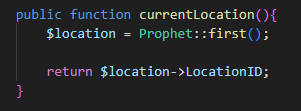 public function currentLocation(){
    $location = Prophet::first();

    return $location->LocationID;
}